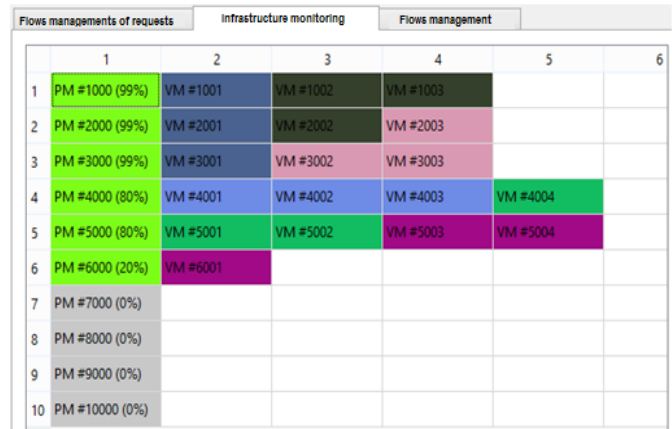 Flows managements of requests Infrastructure monitoring Flows management
1 2 3 4 5 6
1 PM #1000 (99%) VM #1001 VM #1002 VM #1003
2 PM #2000 (99%) VM #2001 VM #2002 VM #2003
3 PM #3000 (99%) VM #3001 VM #3002 VM #3003
4 PM #4000 (80%) VM #4001 VM #4002 VM #4003 VM #4004
5 PM #5000 (80%) VM #5001 VM #5002 VM #5003 VM #5004
6 PM #6000 (20%) VM #6001
7 PM #7000 (0%)
8 PM #8000 (0%)
9 PM #9000 (0%)
10 PM #10000 (0%)